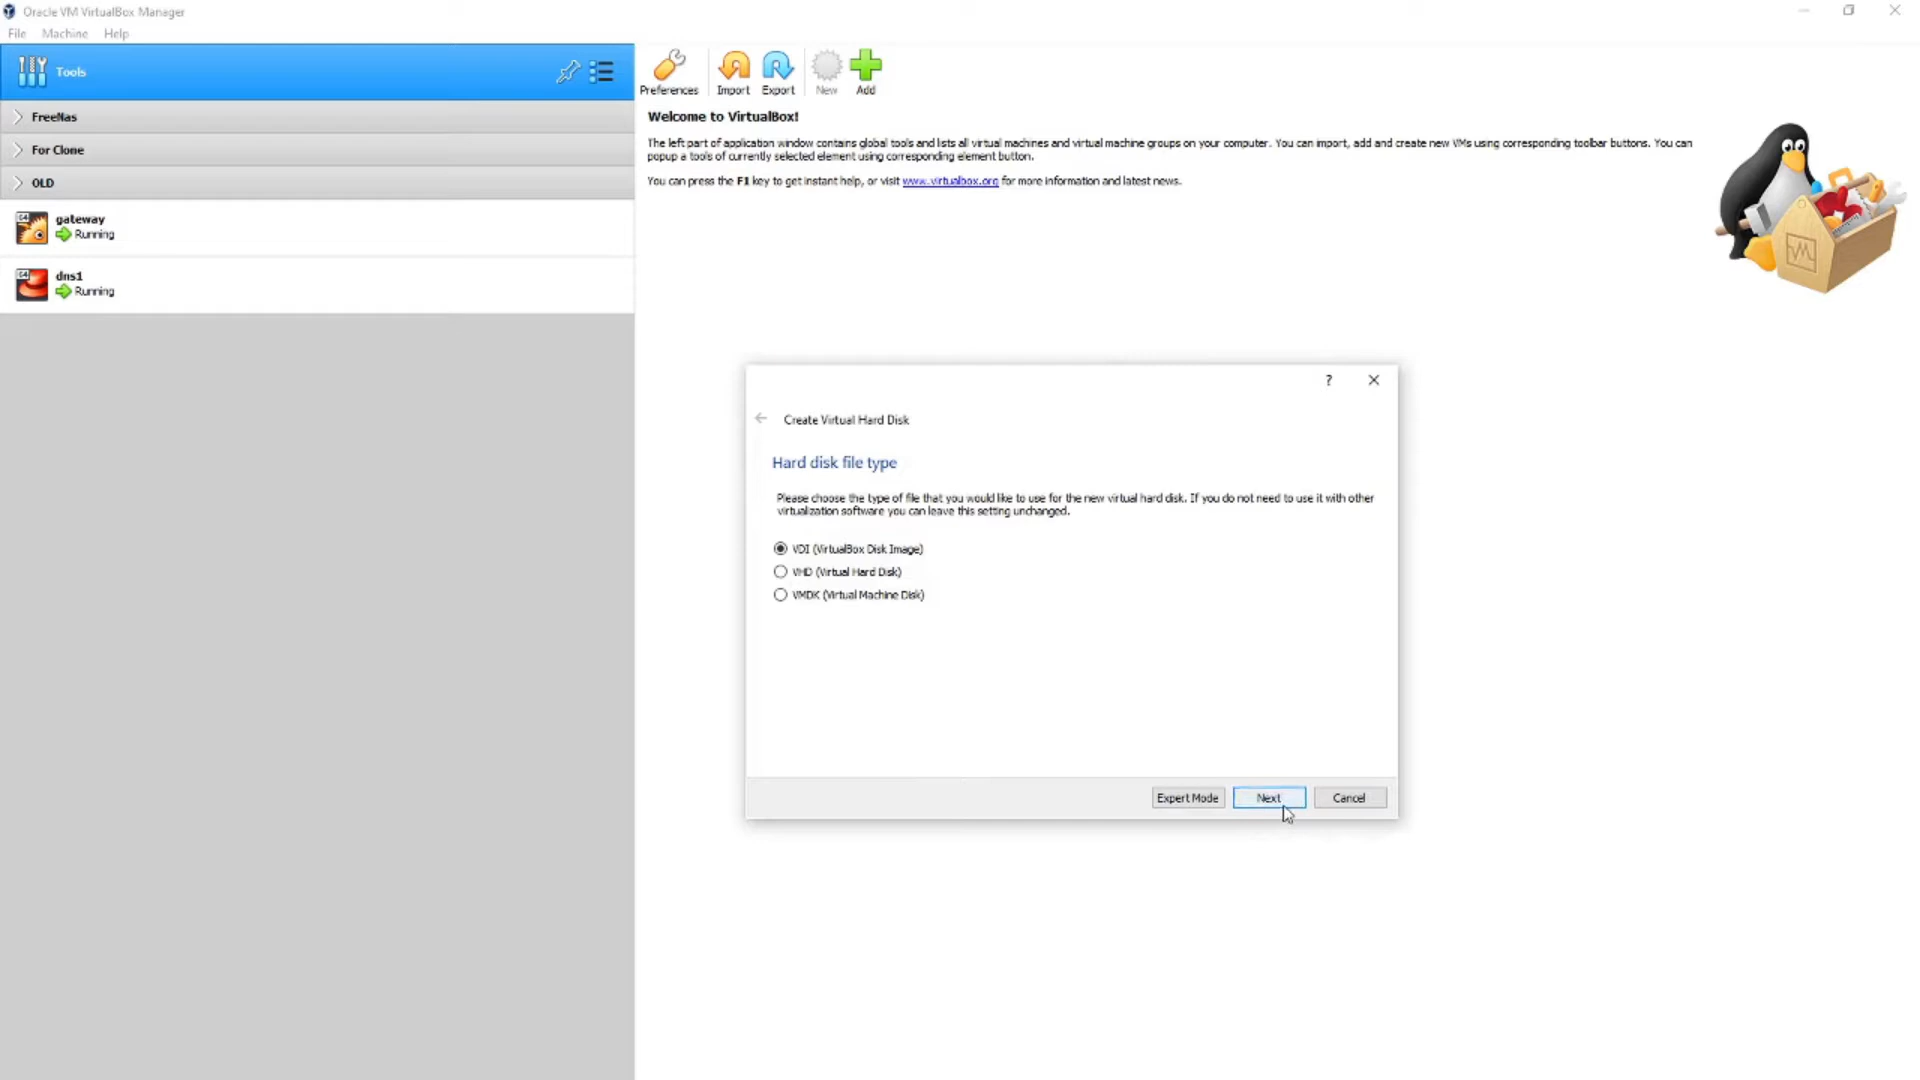 Oracle VM VirtualBox Manager
File Machine Help
Tools
Preferences Import Export New Add
FreeNas
For Clone
OLD
64 gateway
Running
64 dns1
Running
Welcome to VirtualBox!
The left part of application window contains global tools and lists all virtual machines and virtual machine groups on your computer. You can import, add and create new VMs using corresponding toolbar buttons. You can
popup a tools of currently selected element using corresponding element button.
You can press the F1 key to get instant help, or visit www.virtualbox.org for more information and latest news.
?
Create Virtual Hard Disk
Hard disk file type
Please choose the type of file that you would like to use for the new virtual hard disk. If you do not need to use it with other
virtualization software you can leave this setting unchanged.
VDI (VirtualBox Disk Image)
VHD (Virtual Hard Disk)
VMDK (Virtual Machine Disk)
Expert Mode Next Cancel